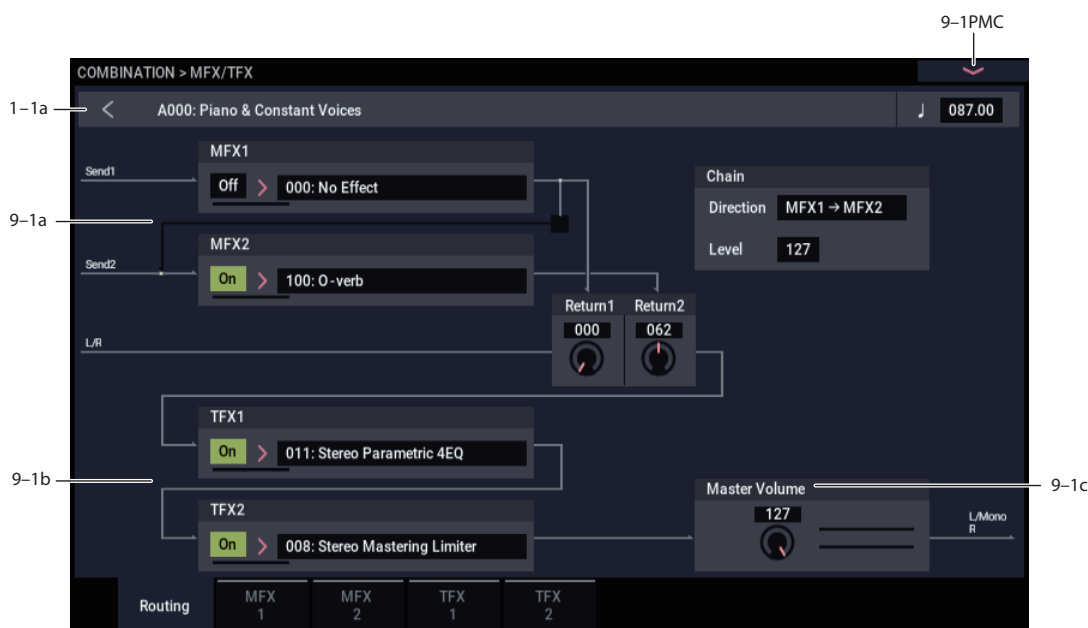 9–1PMC
COMBINATION > MFX/TFX
1–1a
A000: Piano & Constant Voices
♩ 087.00
MFX1
Send1
Off > 000: No Effect
Chain
Direction MFX1→MFX2
Level 127
9–1a
MFX2
Send2
On > 100: O-verb
Return1 Return2
000 062
L/R
TFX1
On > 011: Stereo Parametric 4EQ
9–1b
9–1c
Master Volume
127
L/Mono
R
TFX2
On > 008: Stereo Mastering Limiter
Routing
MFX
1
MFX
2
TFX
1
TFX
2